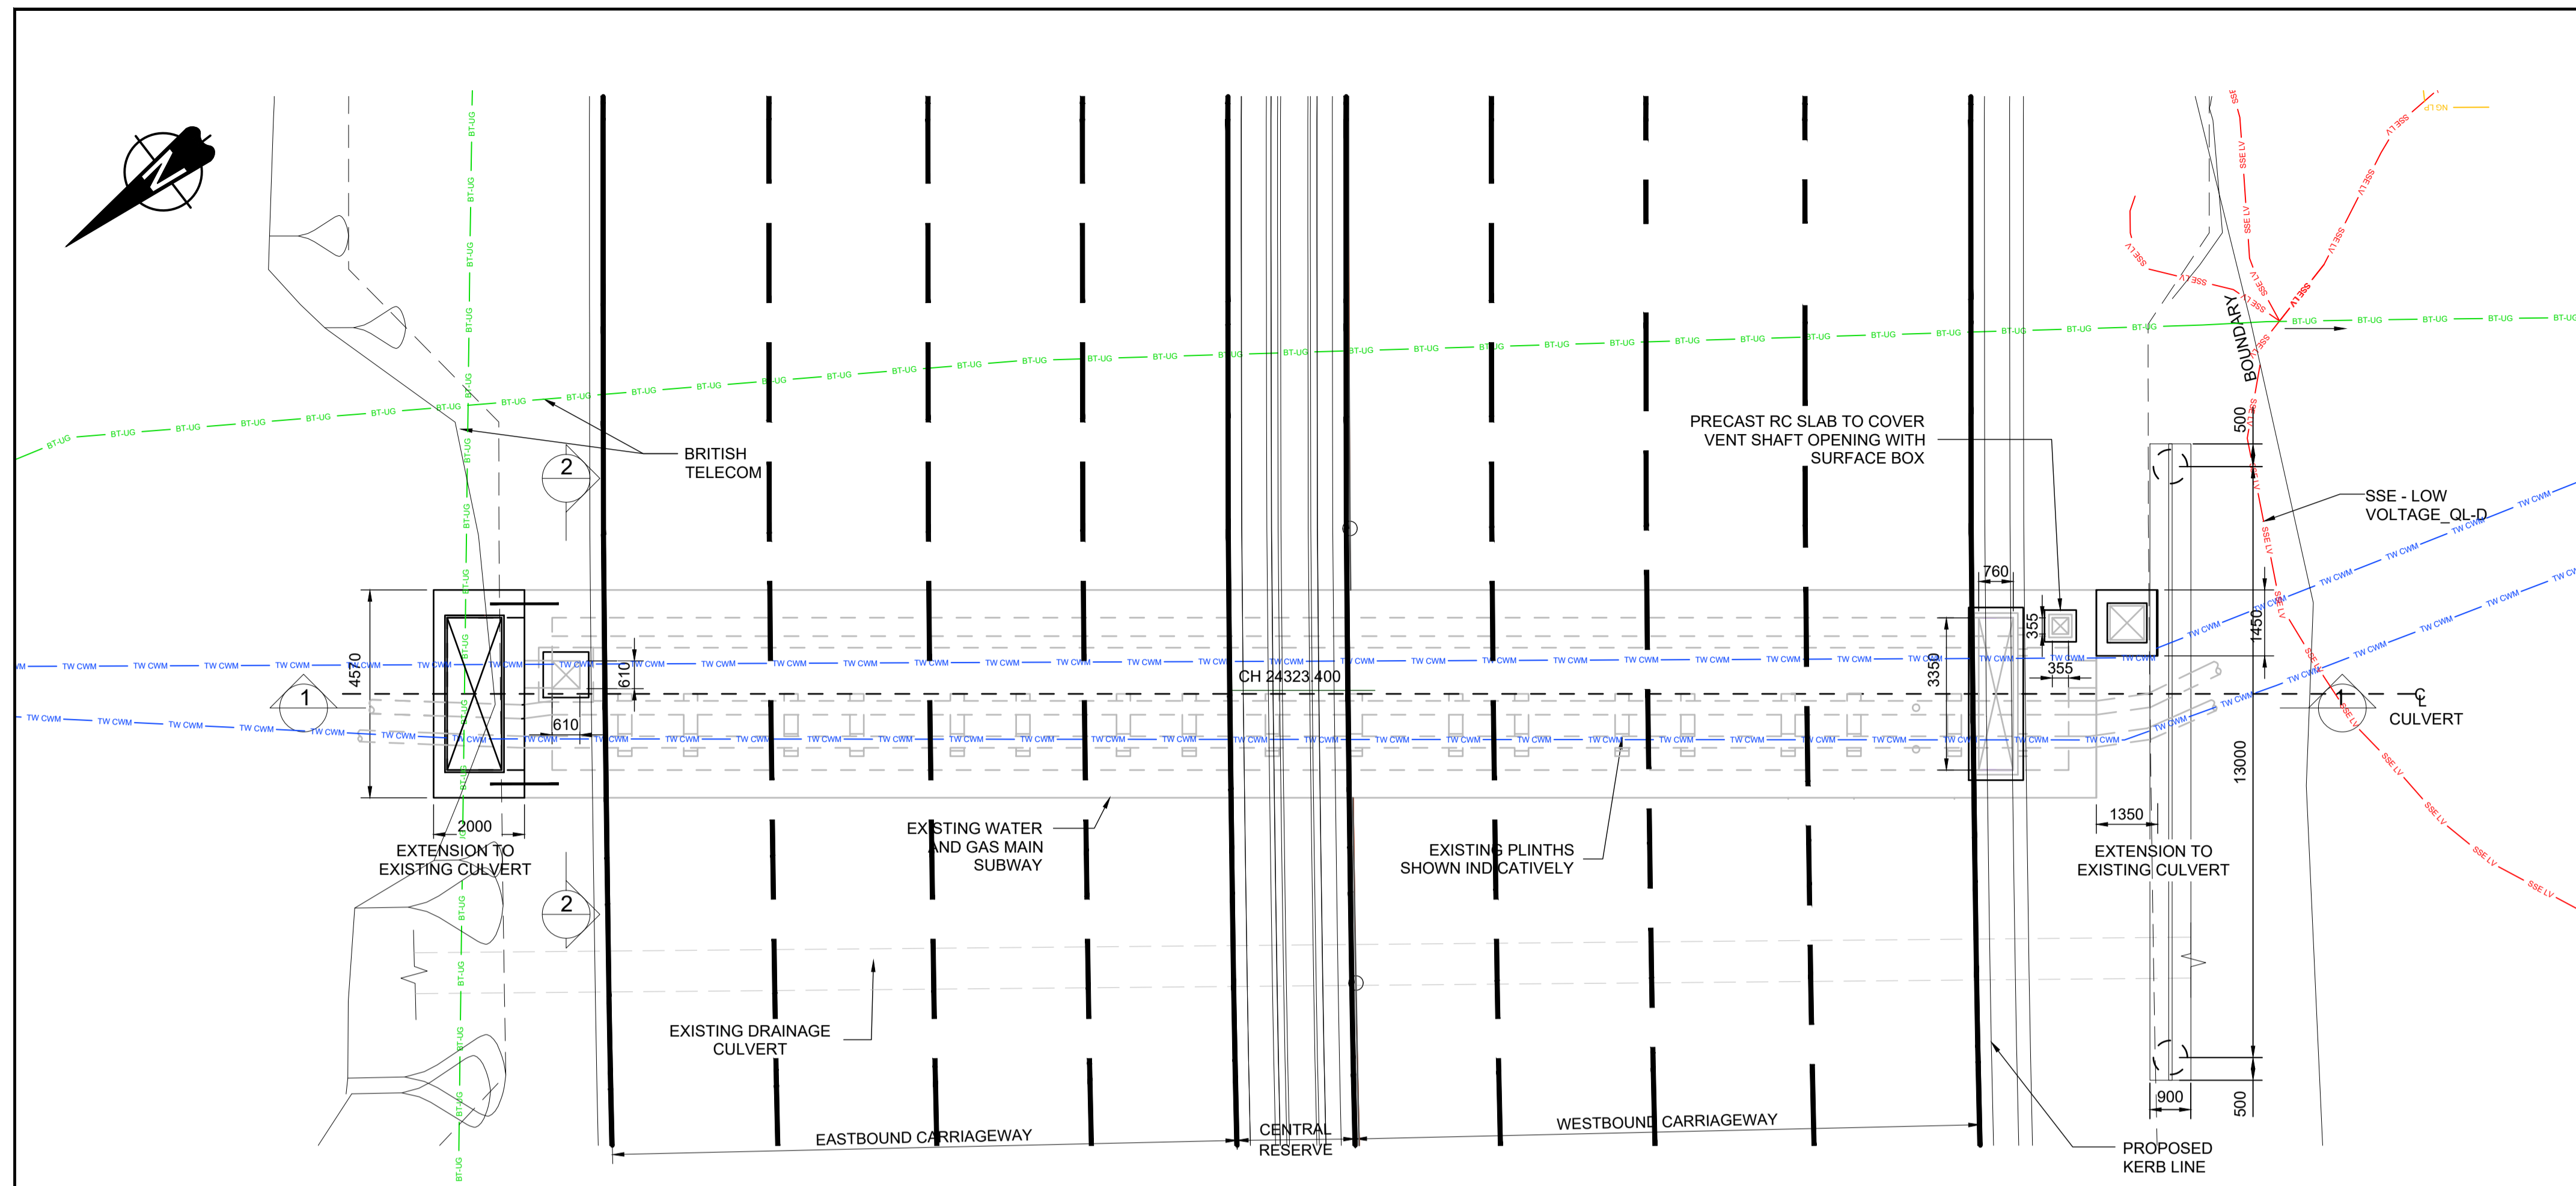 N
NG LP
BT-UG
SSE LV
BOUNDARY
500
PRECAST RC SLAB TO COVER
VENT SHAFT OPENING WITH
SURFACE BOX
BRITISH
TELECOM
2
SSE - LOW
VOLTAGE_QL-D
TW CWM
760
355
355
1450
4570
610
610
3350
CH 24323.400
1
1
CL
CULVERT
13000
2000
1350
EXTENSION TO
EXISTING CULVERT
EXISTING WATER
AND GAS MAIN
SUBWAY
EXISTING PLINTHS
SHOWN INDICATIVELY
EXTENSION TO
EXISTING CULVERT
2
EXISTING DRAINAGE
CULVERT
900
500
EASTBOUND CARRIAGEWAY
CENTRAL
RESERVE
WESTBOUND CARRIAGEWAY
PROPOSED
KERB LINE